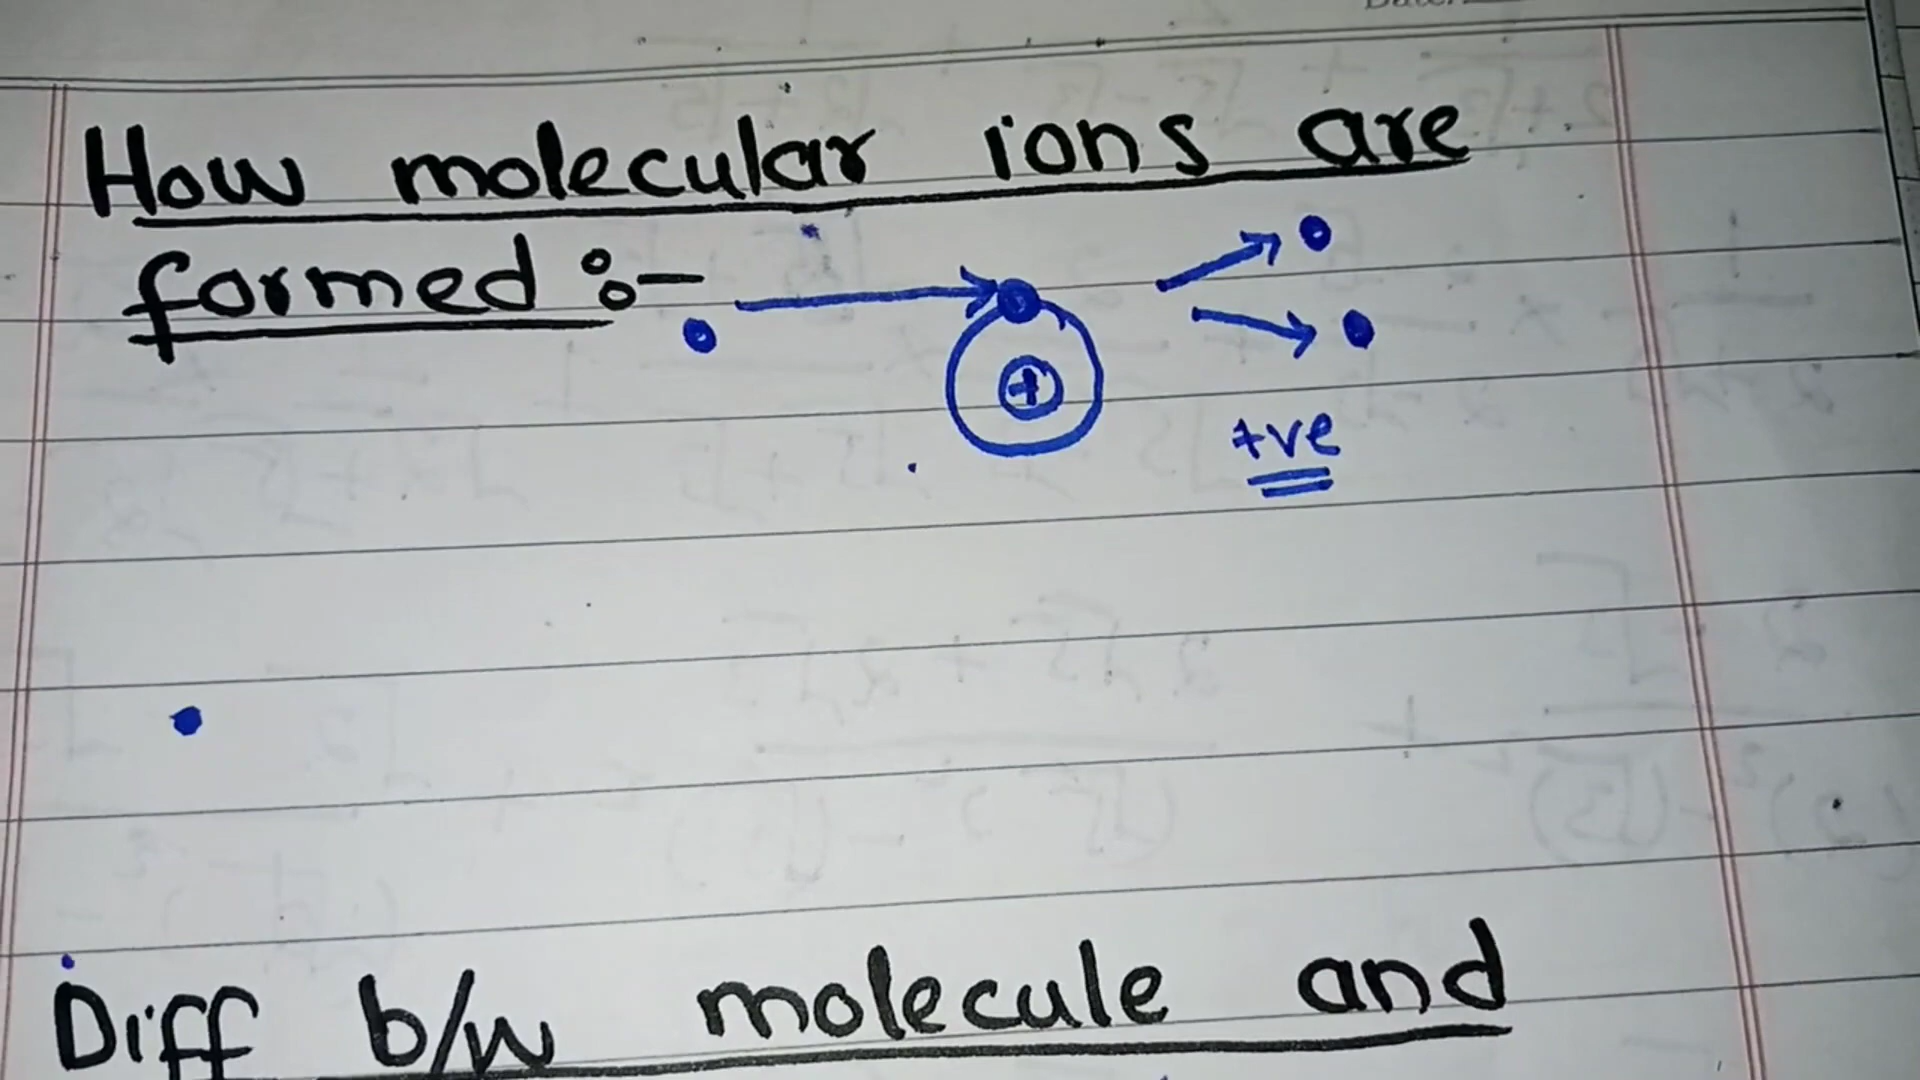 How molecular ions are
formed :-
+
+ve
Diff b/w molecule and